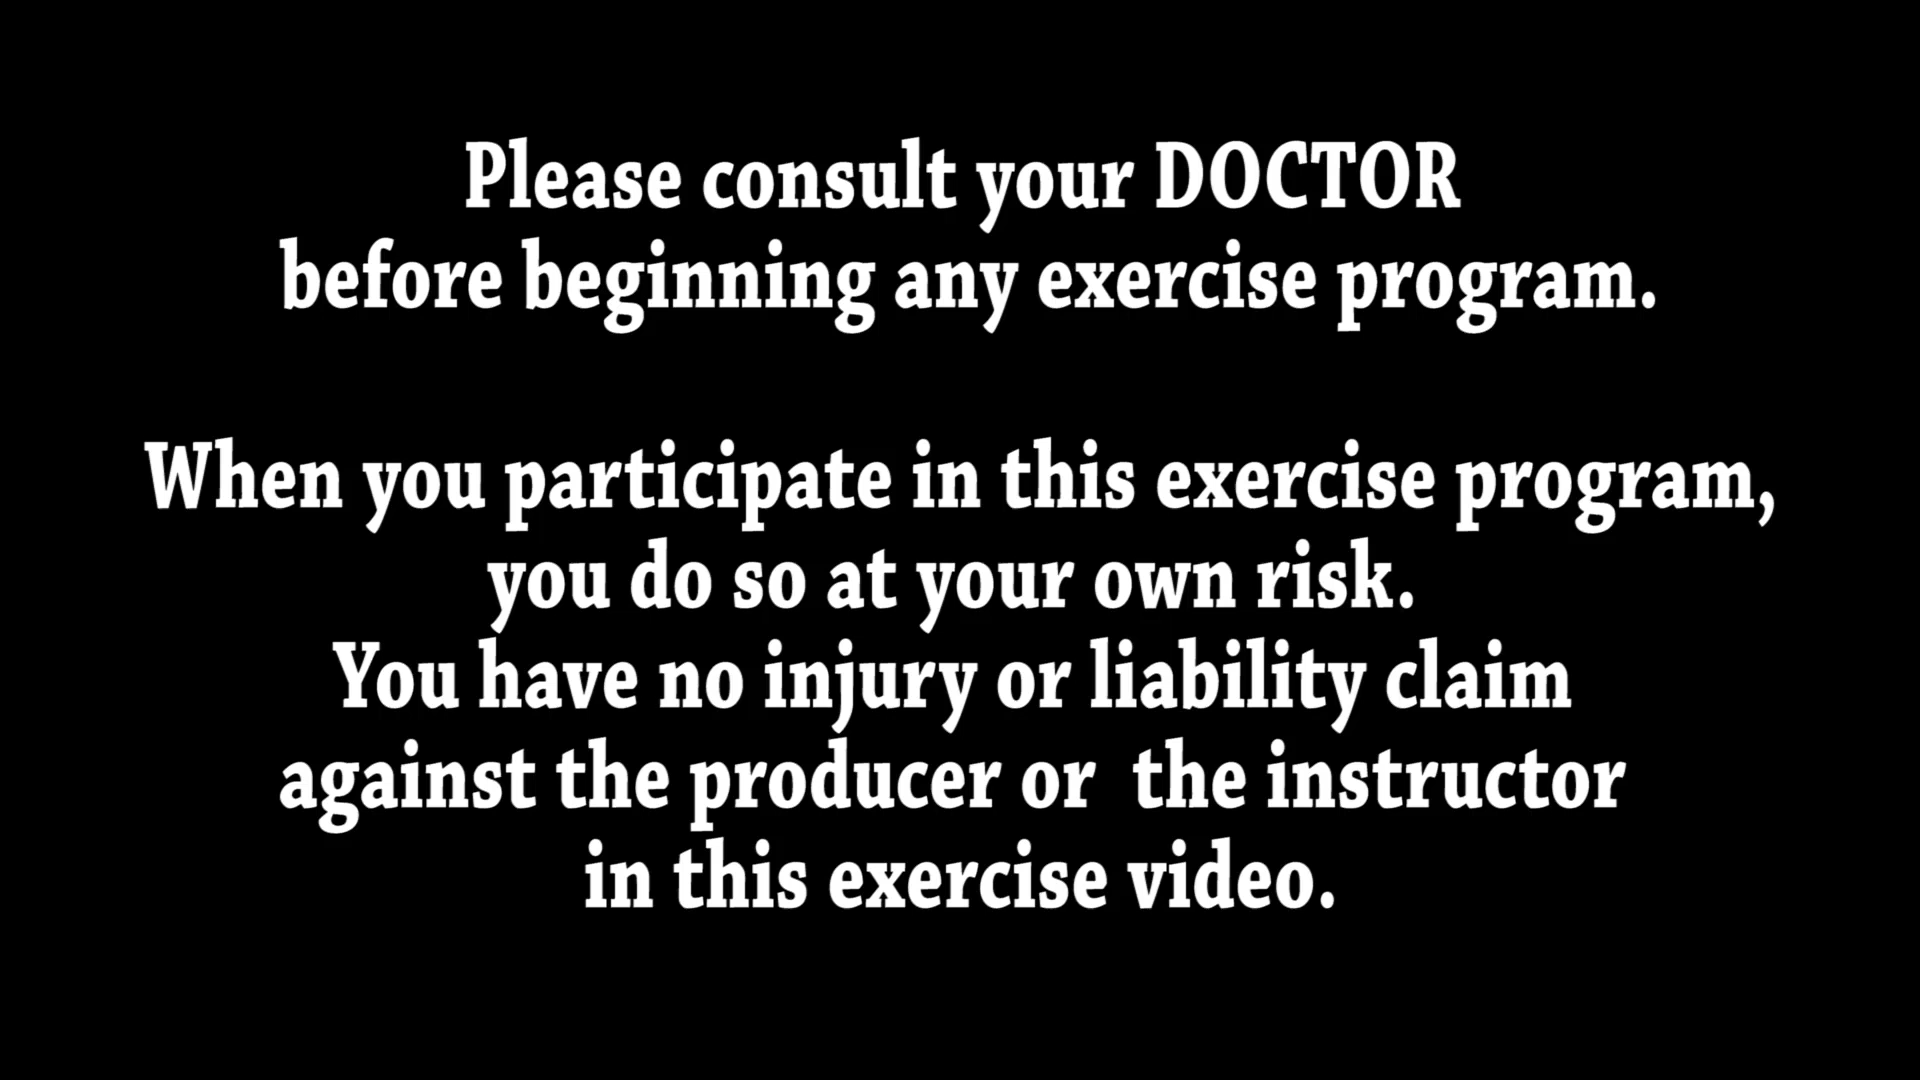 Please consult your DOCTOR
before beginning any exercise program.
When you participate in this exercise program,
you do so at your own risk.
You have no injury or liability claim
against the producer or  the instructor
in this exercise video.